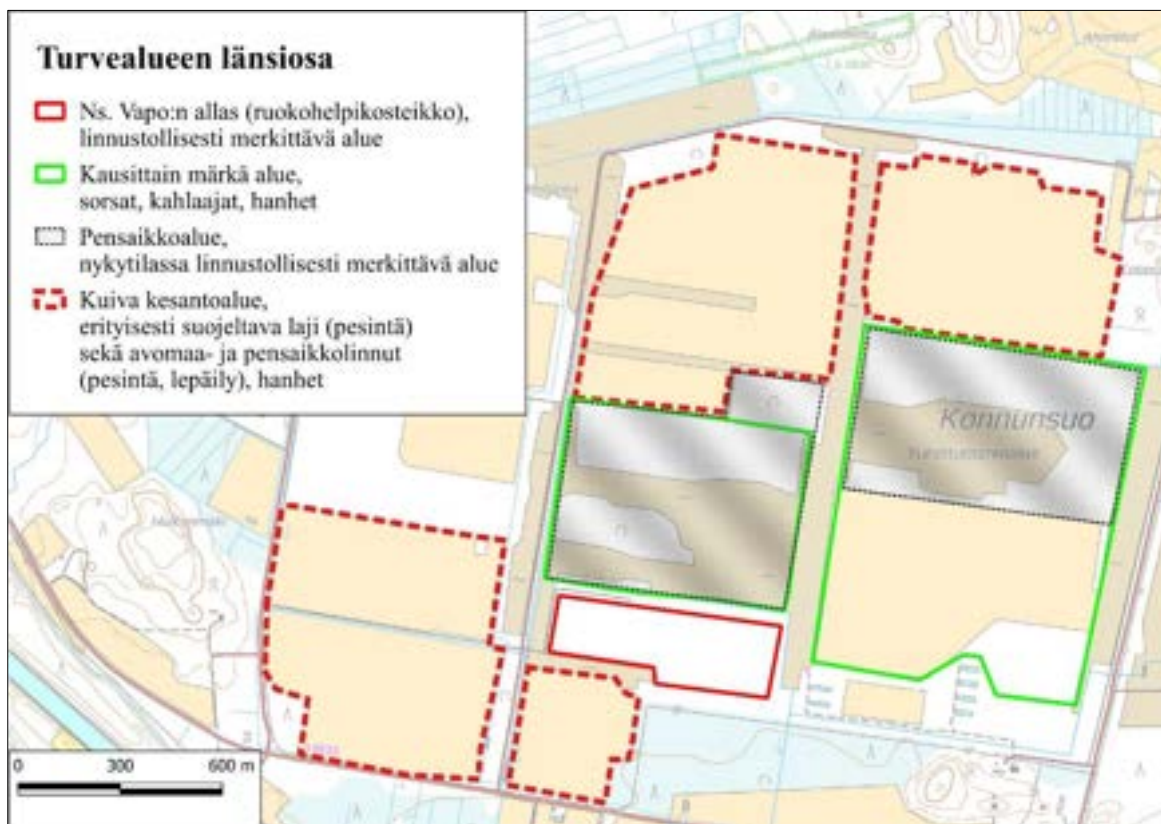 Turvealueen länsiosa
Ns. Vapo:n allas (ruokohelpikosteikko),
linnustollisesti merkittävä alue
Kausittain märkä alue,
sorsat, kahlaajat, hanhet
Pensaikkoalue,
nykytilassa linnustollisesti merkittävä alue
Kuiva kesantoalue,
erityisesti suojeltava laji (pesintä)
sekä avomaa- ja pensaikkolinnut
(pesintä, lepäily), hanhet
Konnunsuo
0 300 600 m